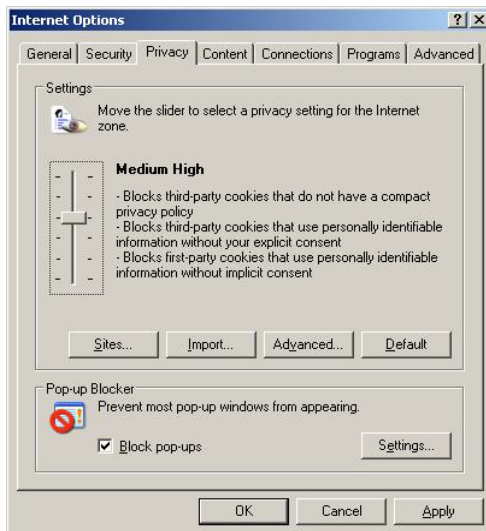 Internet Options
General Security Privacy Content Connections Programs Advanced
Settings
Move the slider to select a privacy setting for the Internet
zone.
Medium High
- Blocks third-party cookies that do not have a compact
privacy policy
- Blocks third-party cookies that use personally identifiable
information without your explicit consent
- Blocks first-party cookies that use personally identifiable
information without implicit consent
Sites... Import... Advanced... Default
Pop-up Blocker
Prevent most pop-up windows from appearing.
Block pop-ups Settings...
OK Cancel Apply